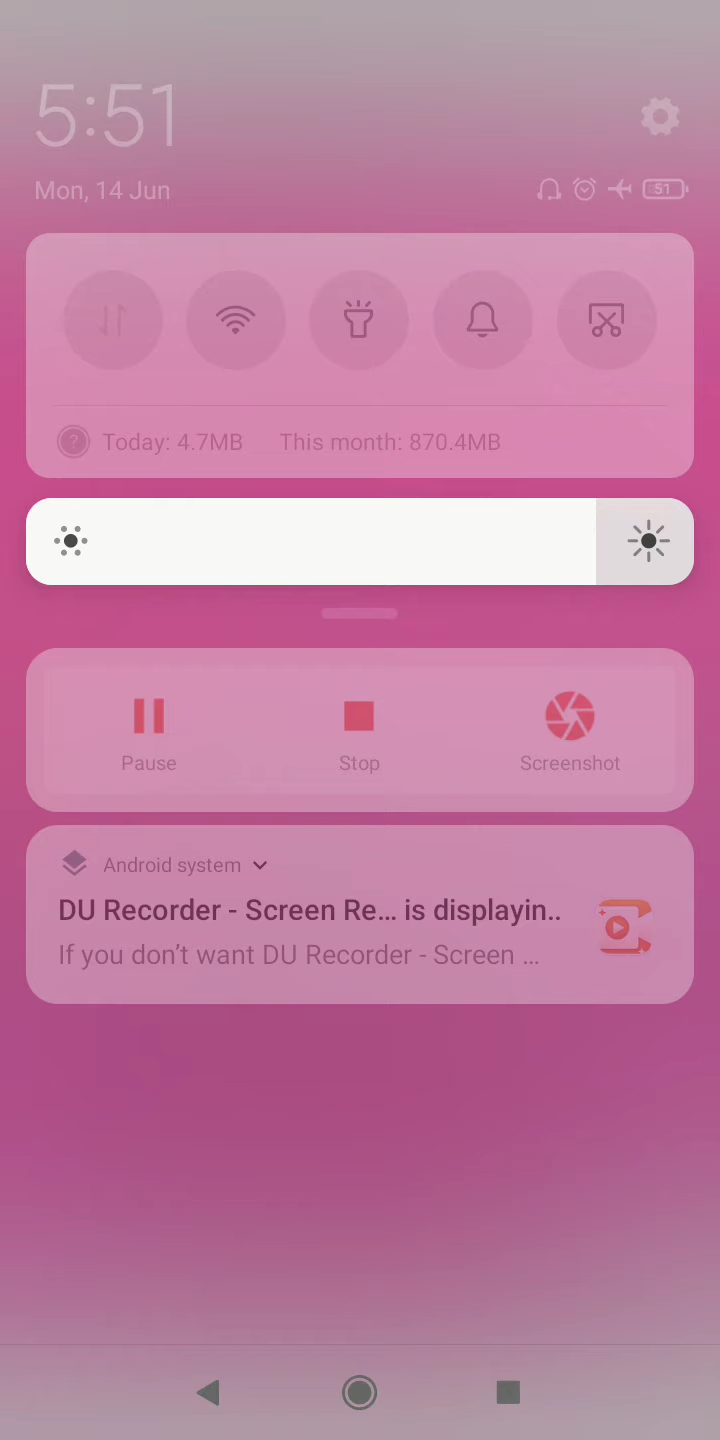 5:51
Mon, 14 Jun
51
Today: 4.7MB This month: 870.4MB
Pause Stop Screenshot
Android system
DU Recorder - Screen Re... is displayin..
If you don't want DU Recorder - Screen ...